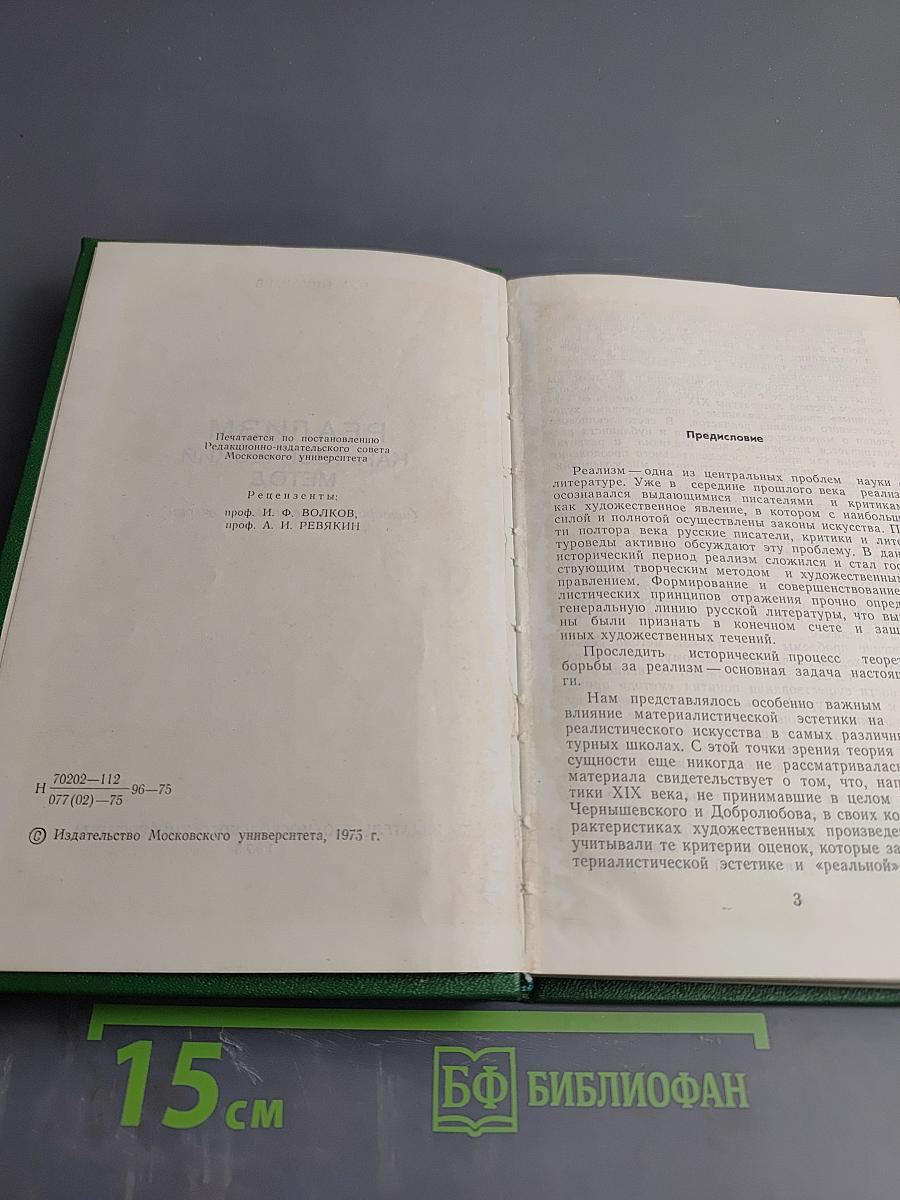 Печатается по постановлению
Редакционно-издательского совета
Московского университета
Рецензенты:
проф. И. Ф. ВОЛКОВ,
проф. А. И. РЕВЯКИН
Н 70202—112
077(02)—75
96—75
© Издательство Московского университета, 1975 г.
Предисловие
Реализм — одна из центральных проблем науки
литературе. Уже в середине прошлого века реализ
осознавался выдающимися писателями и критикам
как художественное явление, в котором с наибольш
силой и полнотой осуществлены законы искусства. П
ти полтора века русские писатели, критики и лите
туроведы активно обсуждают эту проблему. В дан
исторический период реализм сложился и стал гос
ствующим творческим методом и художественны
правлением. Формирование и совершенствование
листических принципов отражения прочно опред
генеральную линию русской литературы, что вы
ны были признать в конечном счете и защ
иных художественных течений.
Проследить исторический процесс теорет
борьбы за реализм — основная задача настоящ
ги.
Нам представлялось особенно важным
влияние материалистической эстетики на
реалистического искусства в самых различн
турных школах. С этой точки зрения теория
сущности еще никогда не рассматривалас
материала свидетельствует о том, что, нап
тики XIX века, не принимавшие в целом
Чернышевского и Добролюбова, в своих ко
рактеристиках художественных произведе
учитывали те критерии оценок, которые за
териалистической эстетике и «реальной»
3
15 см
БФ БИБЛИОФАН